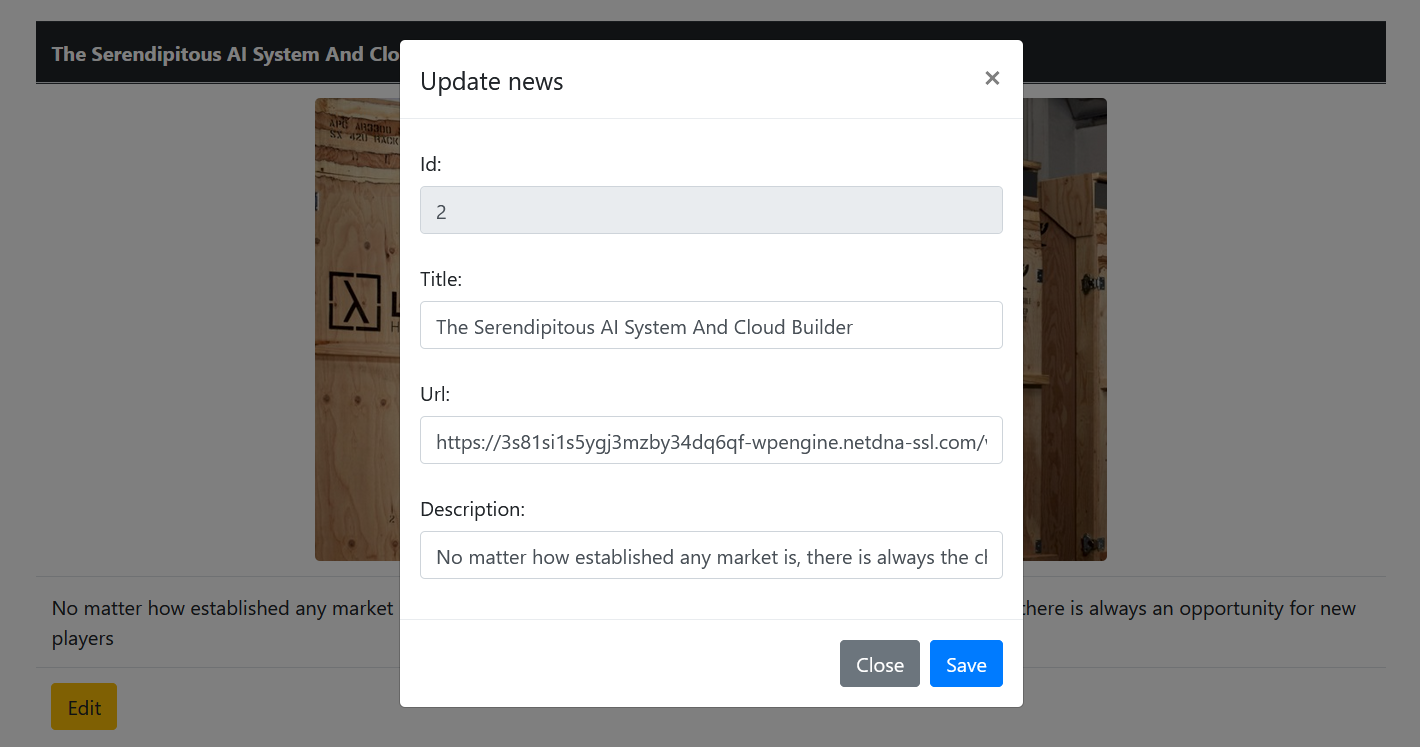 The Serendipitous AI System And Clo
Update news
×
Id:
2
Title:
The Serendipitous AI System And Cloud Builder
Url:
https://3s81si1s5ygj3mzby34dq6qf-wpengine.netdna-ssl.com/
Description:
No matter how established any market is, there is always the cl
No matter how established any market
there is always an opportunity for new
players
Close
Save
Edit